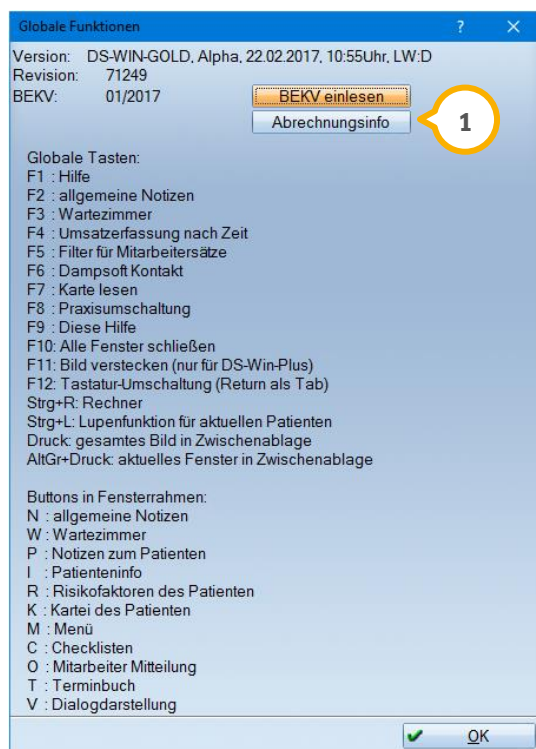 Globale Funktionen ? ×
Version: DS-WIN-GOLD, Alpha, 22.02.2017, 10:55Uhr, LW:D
Revision: 71249
BEKV: 01/2017 BEKV einlesen
Abrechnungsinfo 1
Globale Tasten:
F1 : Hilfe
F2 : allgemeine Notizen
F3 : Wartezimmer
F4 : Umsatzerfassung nach Zeit
F5 : Filter für Mitarbeitersätze
F6 : Dampsoft Kontakt
F7 : Karte lesen
F8 : Praxisumschaltung
F9 : Diese Hilfe
F10: Alle Fenster schließen
F11: Bild verstecken (nur für DS-Win-Plus)
F12: Tastatur-Umschaltung (Return als Tab)
Strg+R: Rechner
Strg+L: Lupenfunktion für aktuellen Patienten
Druck: gesamtes Bild in Zwischenablage
AltGr+Druck: aktuelles Fenster in Zwischenablage
Buttons in Fensterrahmen:
N : allgemeine Notizen
W : Wartezimmer
P : Notizen zum Patienten
I : Patienteninfo
R : Risikofaktoren des Patienten
K : Kartei des Patienten
M : Menü
C : Checklisten
O : Mitarbeiter Mitteilung
T : Terminbuch
V : Dialogdarstellung
OK